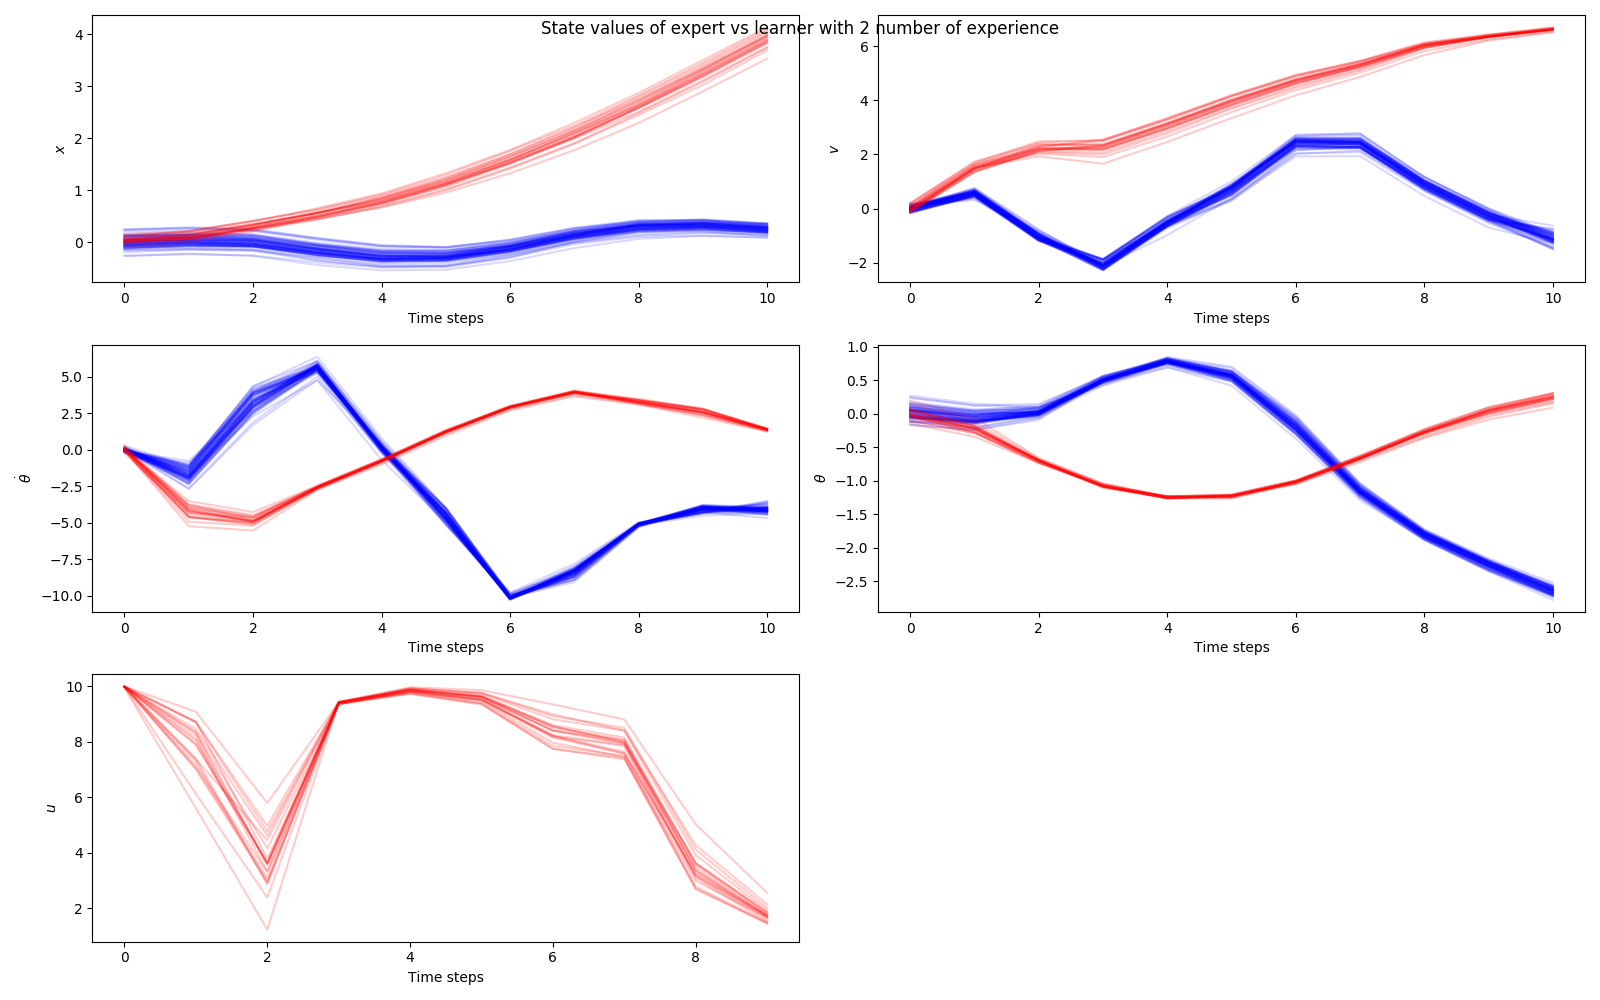 State values of expert vs learner with 2 number of experience
4
3
2
1
0
x
0 2 4 6 8 10
Time steps
6
4
2
0
−2
v
0 2 4 6 8 10
Time steps
5.0
2.5
0.0
−2.5
−5.0
−7.5
−10.0
θ̇
0 2 4 6 8 10
Time steps
1.0
0.5
0.0
−0.5
−1.0
−1.5
−2.0
−2.5
θ
0 2 4 6 8 10
Time steps
10
8
6
4
2
u
0 2 4 6 8
Time steps